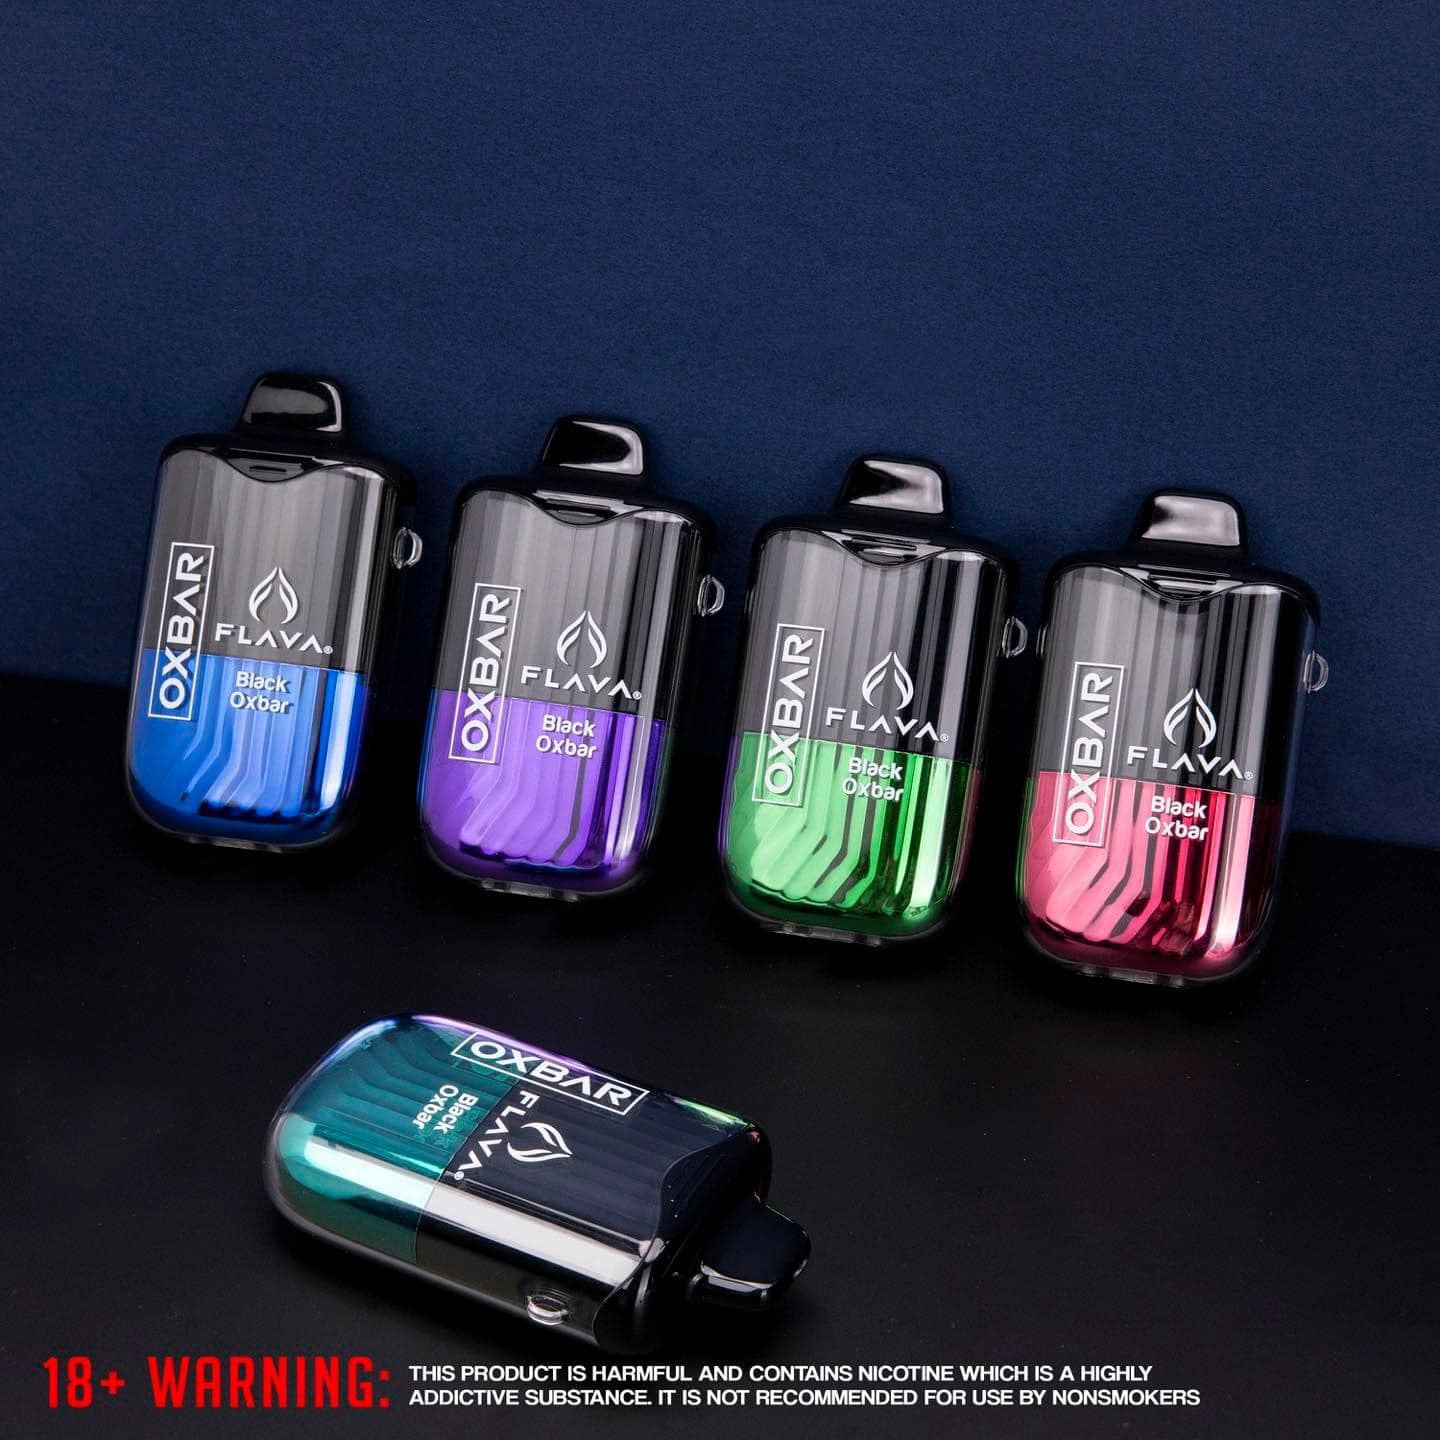 OXBAR
FLAVA®
Black
Oxbar
OXBAR
FLAVA®
Black
Oxbar
OXBAR
FLAVA®
Black
Oxbar
OXBAR
FLAVA®
Black
Oxbar
OXBAR
FLAVA®
Black
Oxbar
18+ WARNING:
THIS PRODUCT IS HARMFUL AND CONTAINS NICOTINE WHICH IS A HIGHLY
ADDICTIVE SUBSTANCE. IT IS NOT RECOMMENDED FOR USE BY NONSMOKERS